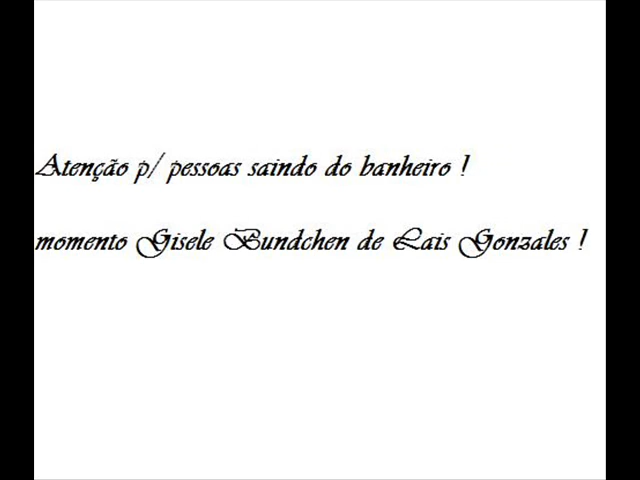 Atenção p/ pessoas saindo do banheiro !
momento Gisele Bundchen de Lais Gonzales !